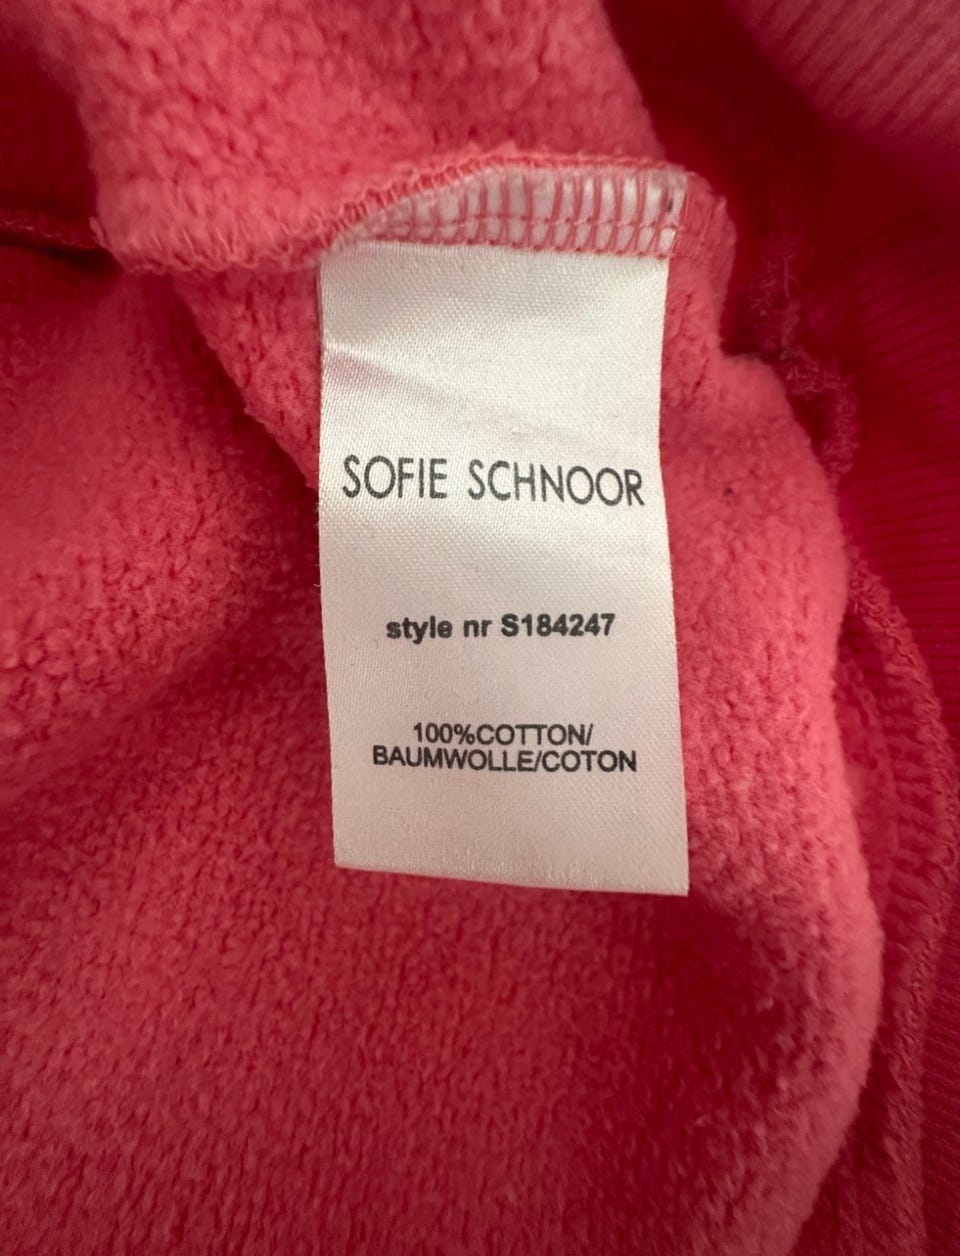 SOFIE SCHNOOR
style nr S184247
100%COTTON/
BAUMWOLLE/COTON